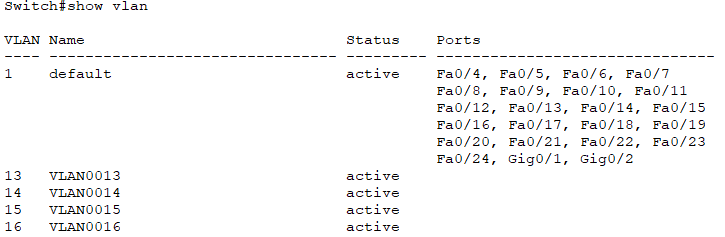 Switch#show vlan
VLAN Name                             Status    Ports
---- -------------------------------- --------- -------------------------------
1    default                          active    Fa0/4, Fa0/5, Fa0/6, Fa0/7
                                                Fa0/8, Fa0/9, Fa0/10, Fa0/11
                                                Fa0/12, Fa0/13, Fa0/14, Fa0/15
                                                Fa0/16, Fa0/17, Fa0/18, Fa0/19
                                                Fa0/20, Fa0/21, Fa0/22, Fa0/23
                                                Fa0/24, Gig0/1, Gig0/2
13   VLAN0013                         active
14   VLAN0014                         active
15   VLAN0015                         active
16   VLAN0016                         active